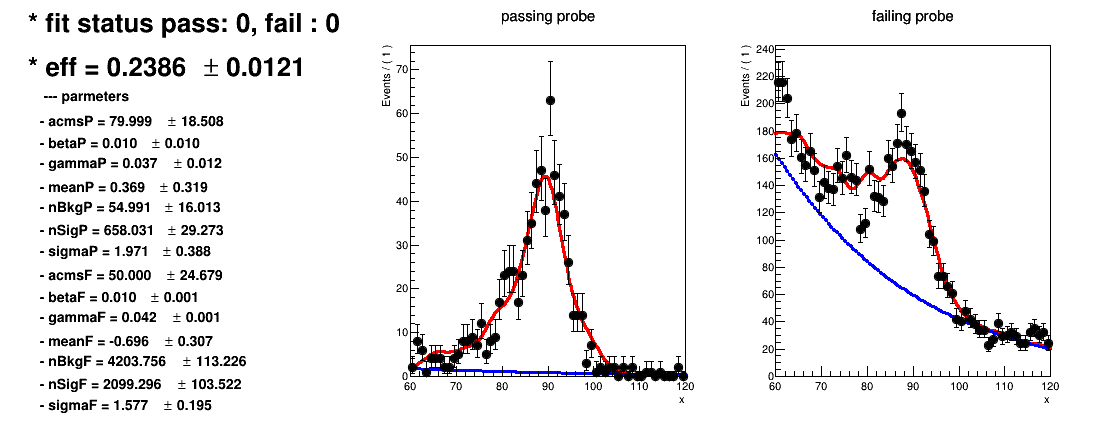 * fit status pass: 0, fail : 0
* eff = 0.2386 ± 0.0121
--- parmeters
- acmsP = 79.999 ± 18.508
- betaP = 0.010 ± 0.010
- gammaP = 0.037 ± 0.012
- meanP = 0.369 ± 0.319
- nBkgP = 54.991 ± 16.013
- nSigP = 658.031 ± 29.273
- sigmaP = 1.971 ± 0.388
- acmsF = 50.000 ± 24.679
- betaF = 0.010 ± 0.001
- gammaF = 0.042 ± 0.001
- meanF = -0.696 ± 0.307
- nBkgF = 4203.756 ± 113.226
- nSigF = 2099.296 ± 103.522
- sigmaF = 1.577 ± 0.195
passing probe
Events / ( 1 )
70
60
50
40
30
20
10
0
60 70 80 90 100 110 120
x
failing probe
Events / ( 1 )
240
220
200
180
160
140
120
100
80
60
40
20
0
60 70 80 90 100 110 120
x